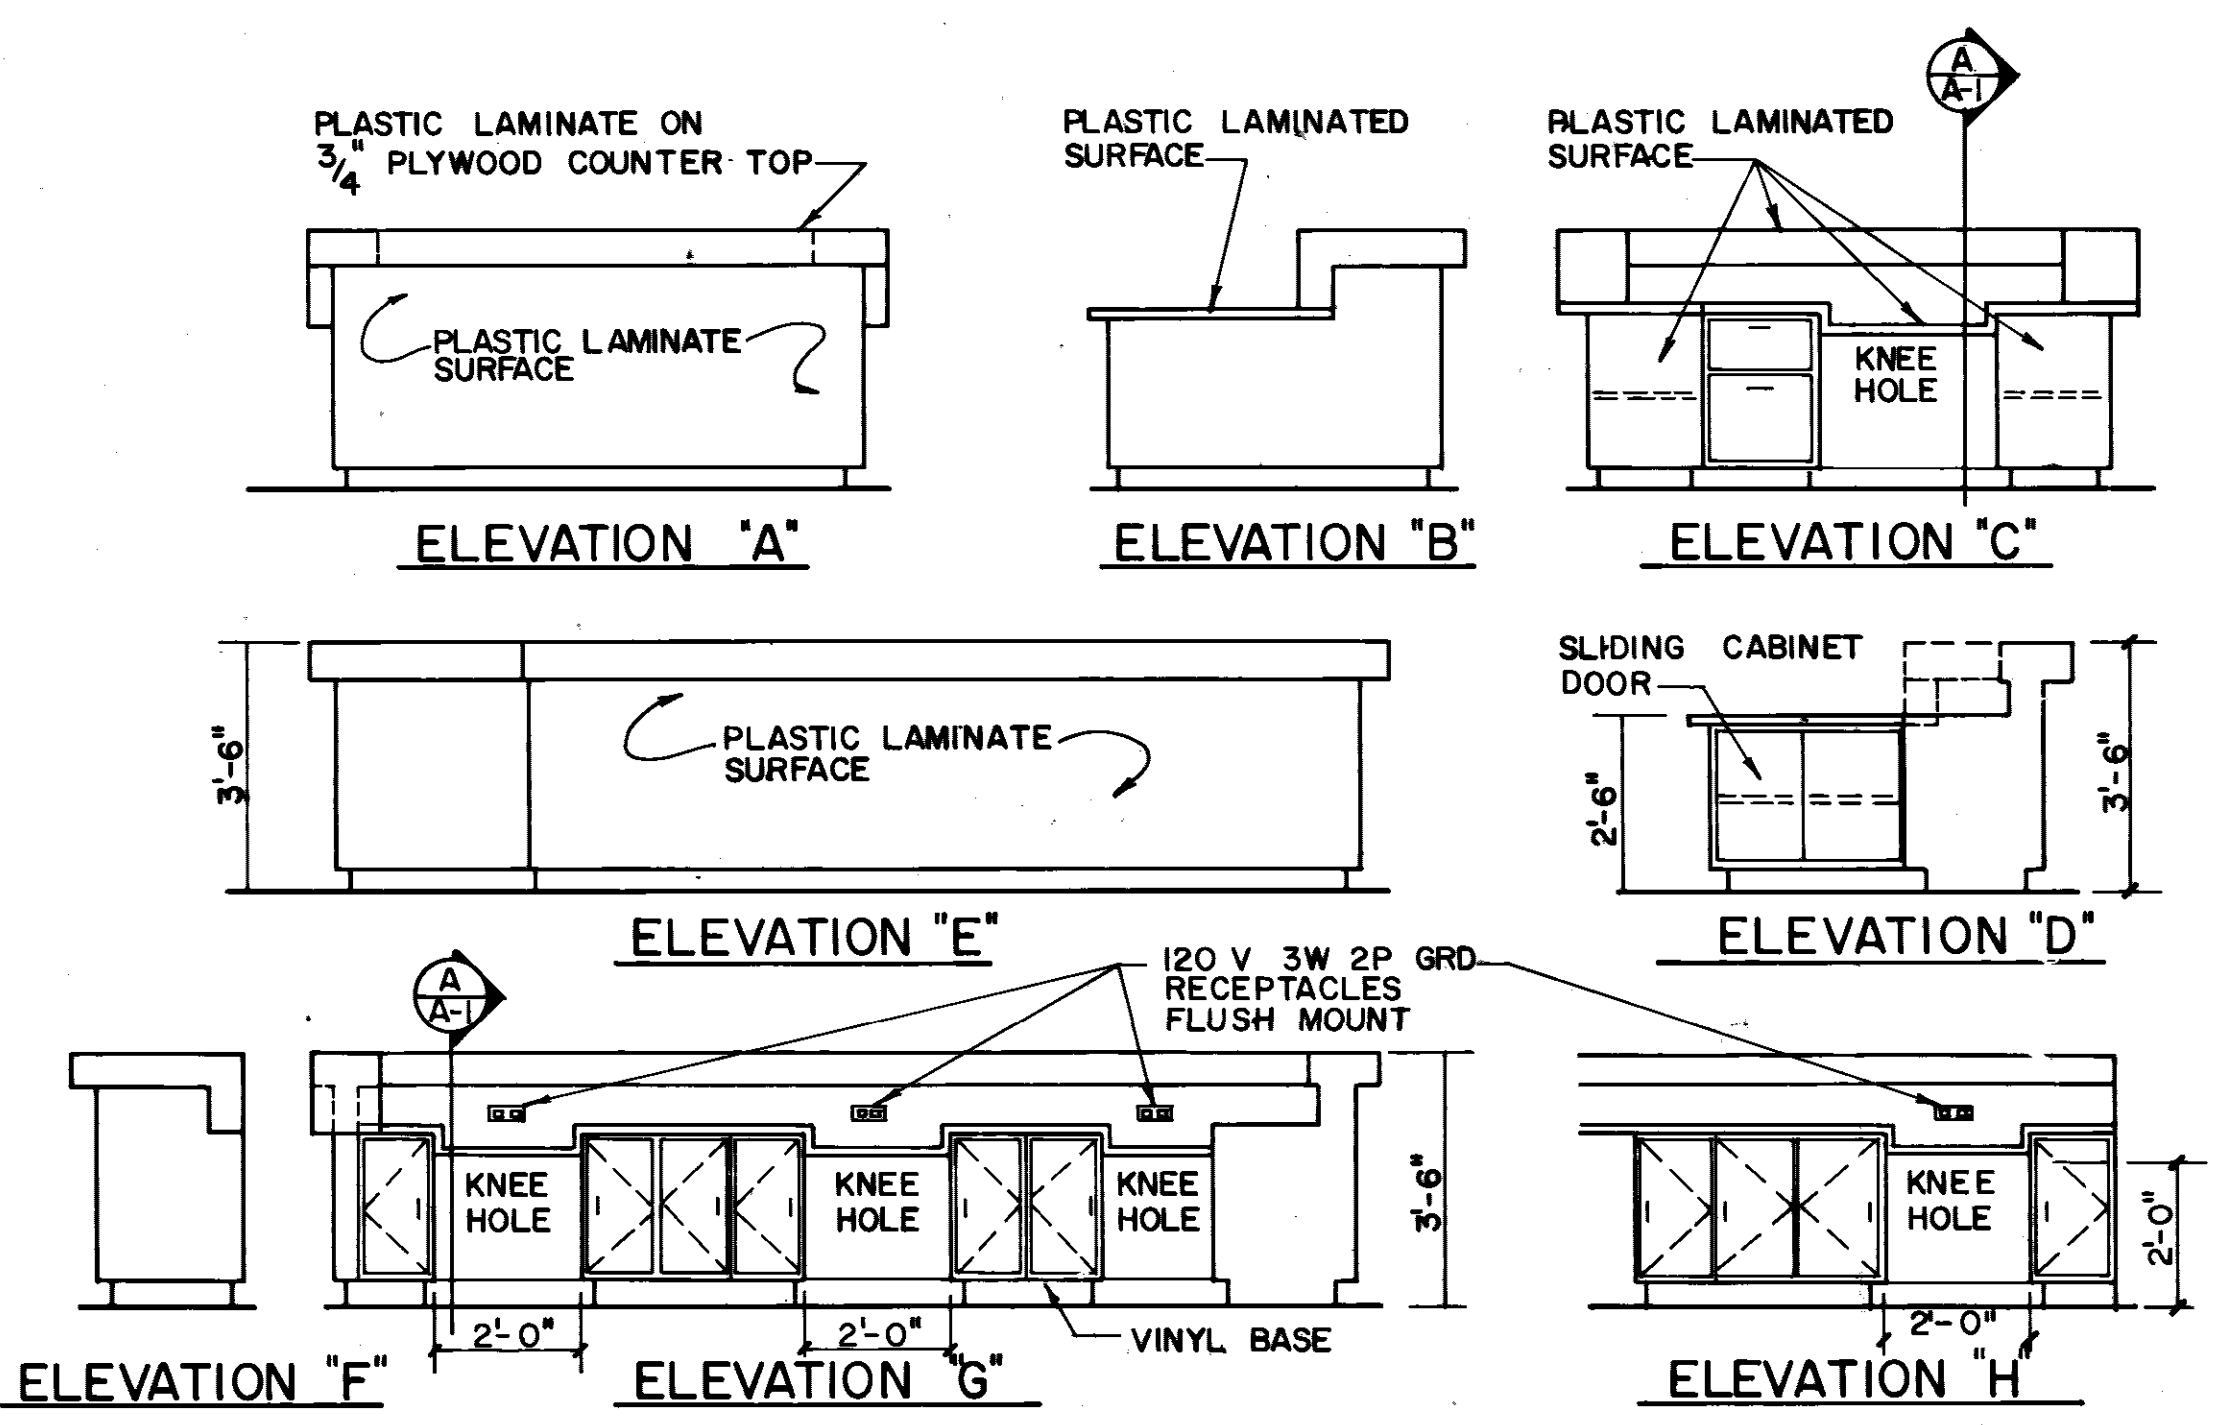 PLASTIC LAMINATE ON
3/4" PLYWOOD COUNTER TOP
PLASTIC LAMINATE
SURFACE
ELEVATION "A"
PLASTIC LAMINATED
SURFACE
ELEVATION "B"
A
A-1
PLASTIC LAMINATED
SURFACE
KNEE
HOLE
ELEVATION "C"
3'-6"
PLASTIC LAMINATE
SURFACE
ELEVATION "E"
SLIDING CABINET
DOOR
2'-6"
3'-6"
ELEVATION "D"
120 V 3W 2P GRD
RECEPTACLES
FLUSH MOUNT
ELEVATION "F"
A
A-1
KNEE
HOLE
KNEE
HOLE
KNEE
HOLE
3'-6"
2'-0"
2'-0"
VINYL BASE
ELEVATION "G"
KNEE
HOLE
2'-0"
2'-0"
ELEVATION "H"